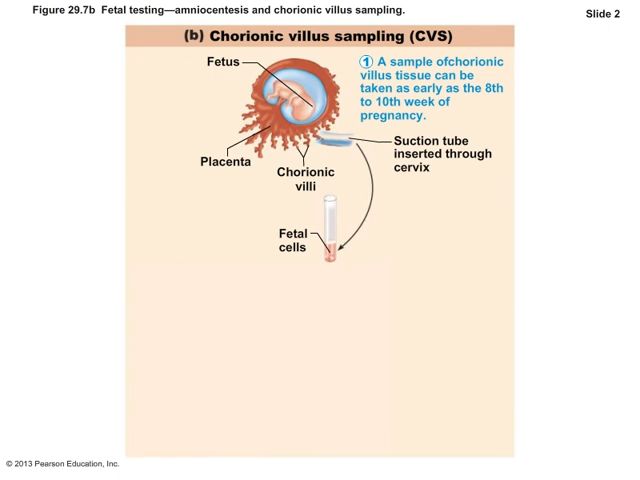 Figure 29.7b  Fetal testing—amniocentesis and chorionic villus sampling.
Slide 2
(b) Chorionic villus sampling (CVS)
Fetus
1 A sample ofchorionic
villus tissue can be
taken as early as the 8th
to 10th week of
pregnancy.
Suction tube
inserted through
cervix
Placenta
Chorionic
villi
Fetal
cells
© 2013 Pearson Education, Inc.